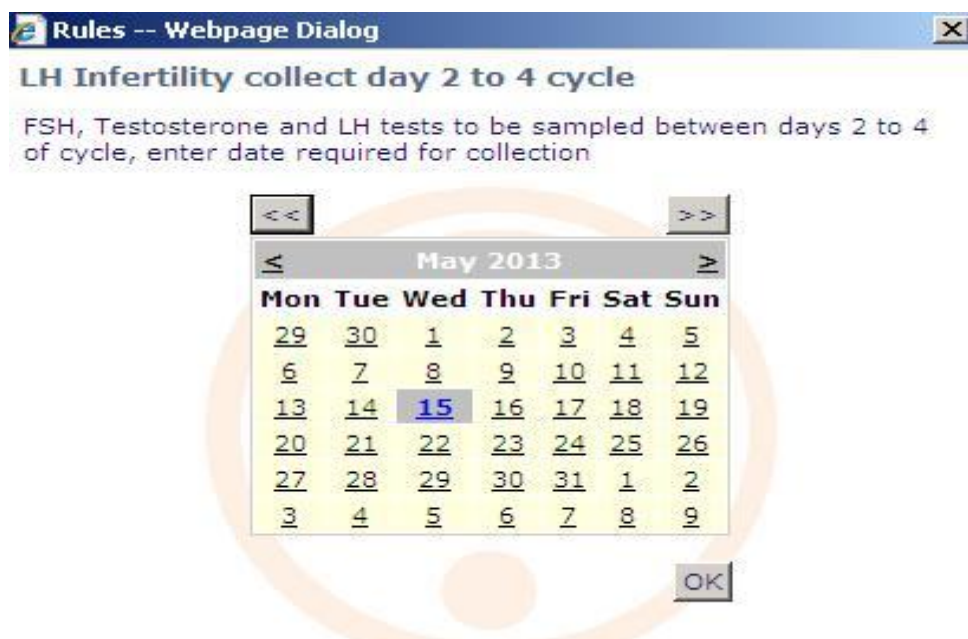 Rules -- Webpage Dialog
LH Infertility collect day 2 to 4 cycle
FSH, Testosterone and LH tests to be sampled between days 2 to 4
of cycle, enter date required for collection
<< >>
< May 2013 >
Mon Tue Wed Thu Fri Sat Sun
29 30 1 2 3 4 5
6 7 8 9 10 11 12
13 14 15 16 17 18 19
20 21 22 23 24 25 26
27 28 29 30 31 1 2
3 4 5 6 7 8 9
OK